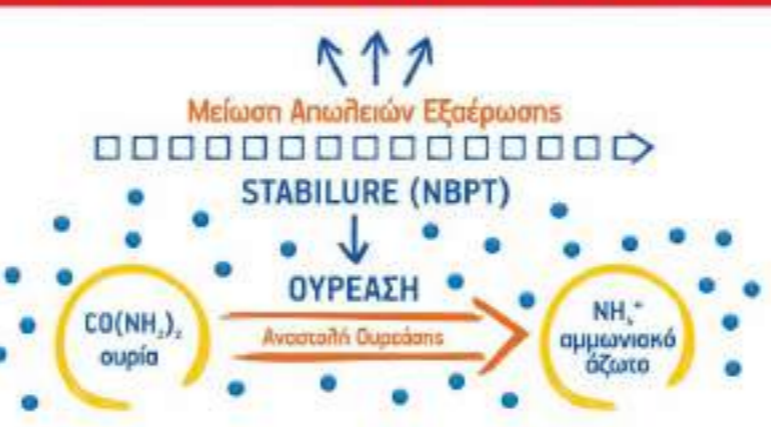 Μείωση Απωλειών Εξαέρωσης
STABILURE (NBPT)
ΟΥΡΕΑΣΗ
CO(NH₂)₂
ουρία
Αναστολή Ουρεάσης
NH₄⁺
αμμωνιακό
άζωτο